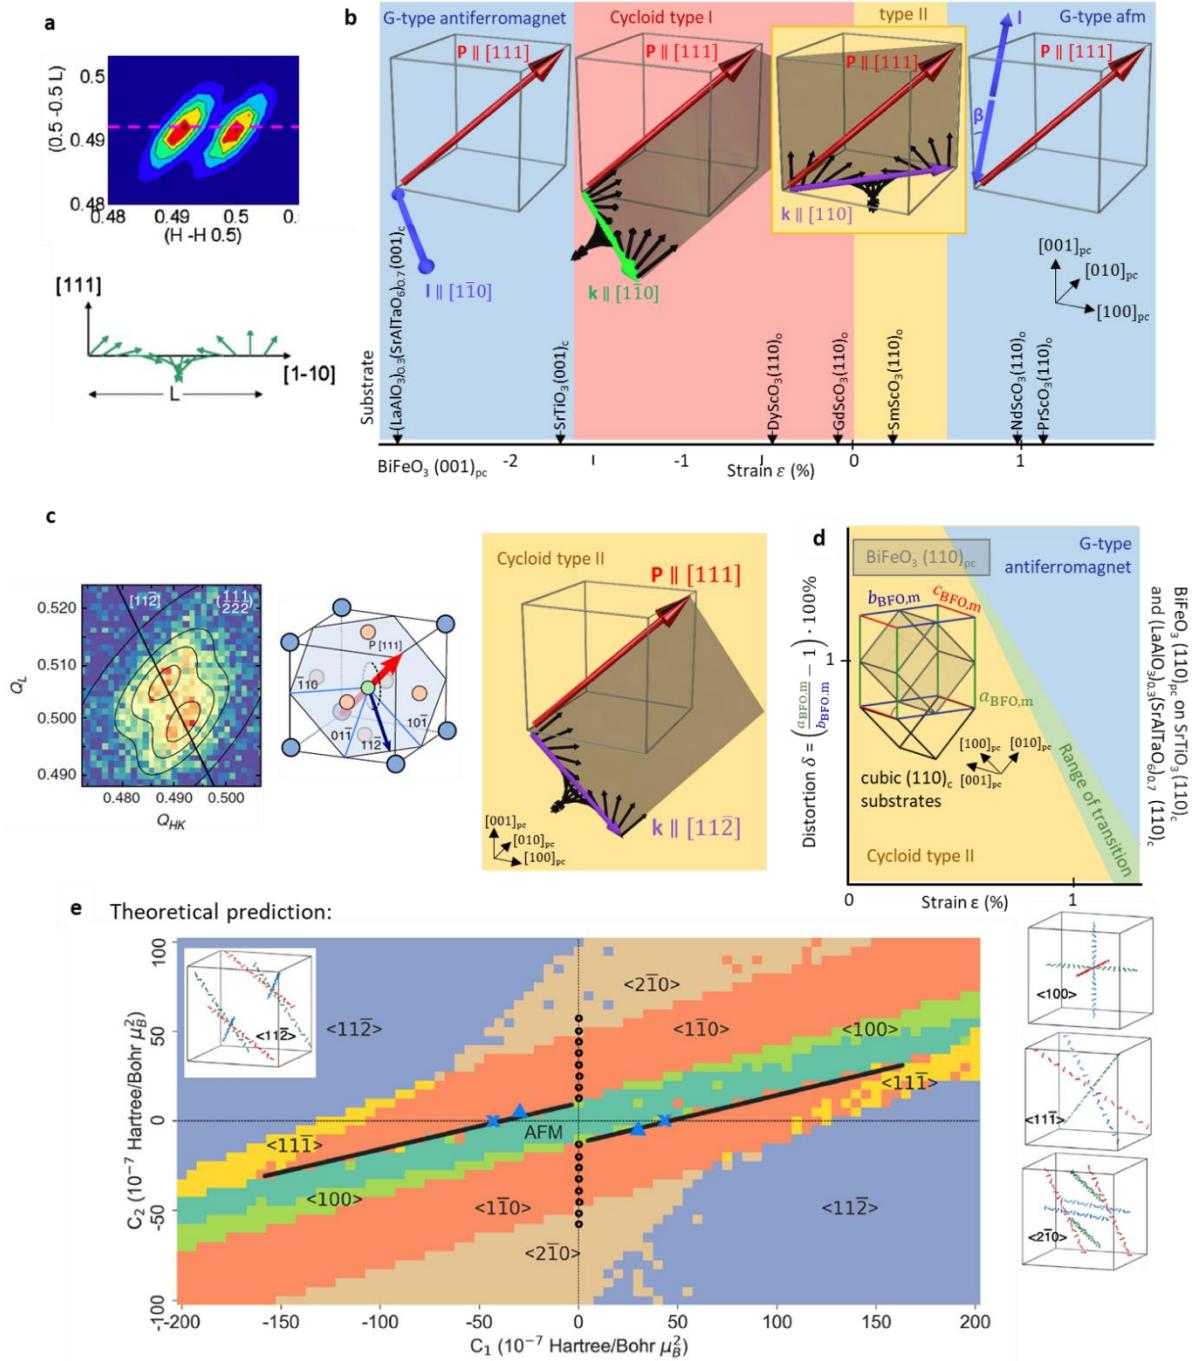 a
0.5
0.49
0.48
(0.5 -0.5 L)
0.48 0.49 0.5 0.
(H -H 0.5)
[111]
[1-10]
L
b
G-type antiferromagnet
Cycloid type I
type II
G-type afm
P ∥ [111]
P ∥ [111]
P ∥ [111]
P ∥ [111]
l
β
l ∥ [11̄0]
k ∥ [11̄0]
k ∥ [110]
[001]pc
[010]pc
[100]pc
Substrate
(LaAlO₃)₀.₃(SrAlTaO₆)₀.₇(001)c
SrTiO₃(001)c
DyScO₃(110)o
GdScO₃(110)o
SmScO₃(110)o
NdScO₃(110)o
PrScO₃(110)o
BiFeO₃ (001)pc
-2 -1 0 1
Strain ε (%)
c
0.520
0.510
0.500
0.490
QL
0.480 0.490 0.500
QHK
[112̄]
(111/222)
P [111]
1̄10
011̄
112̄
101̄
Cycloid type II
P ∥ [111]
k ∥ [112̄]
[001]pc
[010]pc
[100]pc
d
BiFeO₃ (110)pc
G-type
antiferromagnet
bBFO,m
cBFO,m
aBFO,m
[100]pc
[010]pc
[001]pc
cubic (110)c
substrates
Range of transition
Cycloid type II
Distortion δ = (aBFO,m/bBFO,m − 1) · 100%
1
0 1
Strain ε (%)
BiFeO₃ (110)pc on SrTiO₃ (110)c
and (LaAlO₃)₀.₃(SrAlTaO₆)₀.₇ (110)c
e
Theoretical prediction:
C₂ (10⁻⁷ Hartree/Bohr μB²)
100
50
0
-50
-100
<112̄>
<112̄>
<21̄0>
<11̄0>
<100>
<111̄>
AFM
<111̄>
<100>
<11̄0>
<21̄0>
<112̄>
-200 -150 -100 -50 0 50 100 150 200
C₁ (10⁻⁷ Hartree/Bohr μB²)
<100>
<111̄>
<21̄0>